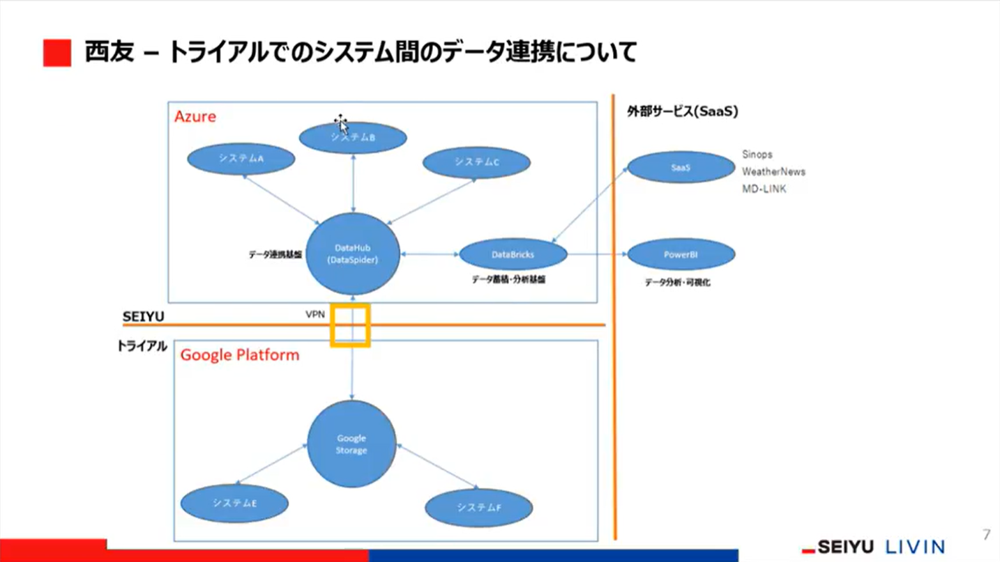 西友 – トライアルでのシステム間のデータ連携について
Azure
システムA
システムB
システムC
DataHub
(DataSpider)
データ連携基盤
DataBricks
データ蓄積・分析基盤
外部サービス(SaaS)
SaaS
Sinops
WeatherNews
MD-LINK
PowerBI
データ分析・可視化
SEIYU
VPN
トライアル
Google Platform
Google
Storage
システムE
システムF
SEIYU LIVIN
7